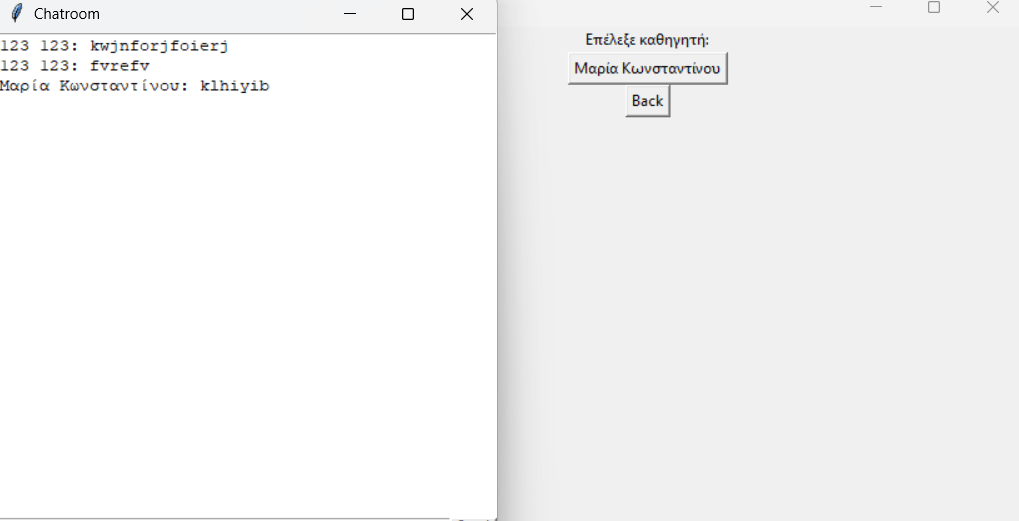 Chatroom
123 123: kwjnforjfoierj
123 123: fvrefv
Μαρία Κωνσταντίνου: klhiyib
Επέλεξε καθηγητή:
Μαρία Κωνσταντίνου
Back